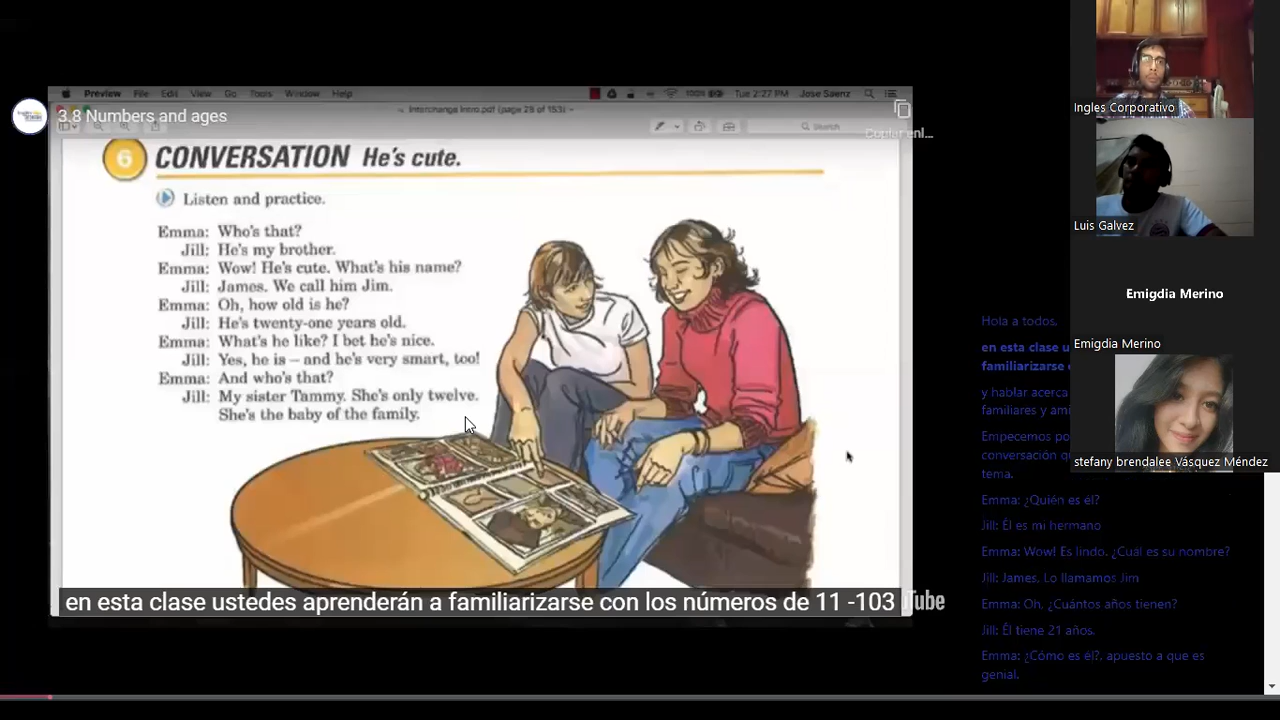 Preview File Edit View Go Tools Window Help
100% Tue 2:27 PM Jose Saenz
Interchange Intro.pdf (page 29 of 153)
Search
3.8 Numbers and ages
Copiar enl...
6 CONVERSATION He's cute.
Listen and practice.
Emma: Who's that?
Jill: He's my brother.
Emma: Wow! He's cute. What's his name?
Jill: James. We call him Jim.
Emma: Oh, how old is he?
Jill: He's twenty-one years old.
Emma: What's he like? I bet he's nice.
Jill: Yes, he is – and he's very smart, too!
Emma: And who's that?
Jill: My sister Tammy. She's only twelve.
She's the baby of the family.
en esta clase ustedes aprenderán a familiarizarse con los números de 11 -103
Tube
Ingles Corporativo
Luis Galvez
Emigdia Merino
Emigdia Merino
stefany brendalee Vásquez Méndez
Hola a todos,
en esta clase u
familiarizarse
y hablar acerca
familiares y ami
Empecemos po
conversación q
tema.
Emma: ¿Quién es él?
Jill: Él es mi hermano
Emma: Wow! Es lindo. ¿Cuál es su nombre?
Jill: James, Lo llamamos Jim
Emma: Oh, ¿Cuántos años tienen?
Jill: Él tiene 21 años.
Emma: ¿Cómo es él?, apuesto a que es
genial.